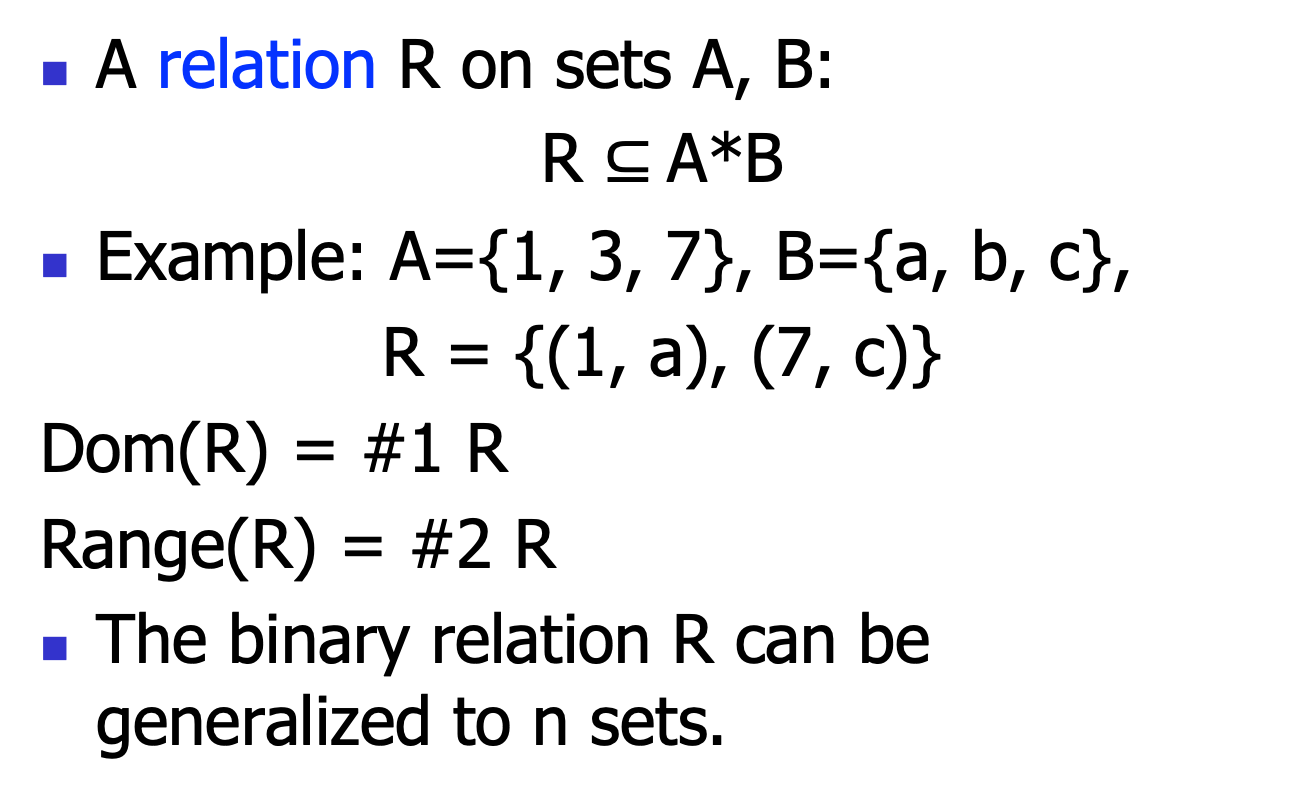 ▪ A relation R on sets A, B:
R ⊆ A*B
▪ Example: A={1, 3, 7}, B={a, b, c},
R = {(1, a), (7, c)}
Dom(R) = #1 R
Range(R) = #2 R
▪ The binary relation R can be
generalized to n sets.